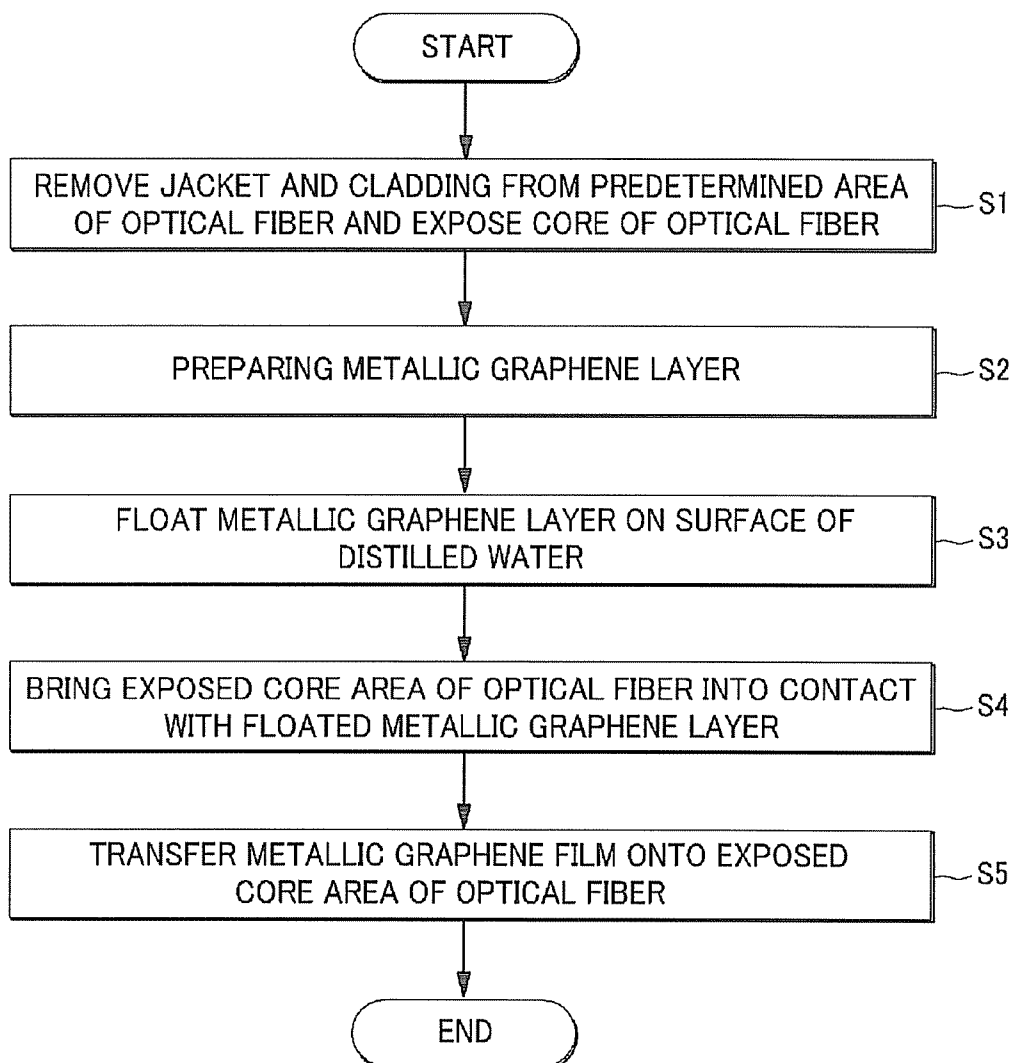 START
REMOVE JACKET AND CLADDING FROM PREDETERMINED AREA
OF OPTICAL FIBER AND EXPOSE CORE OF OPTICAL FIBER
S1
PREPARING METALLIC GRAPHENE LAYER
S2
FLOAT METALLIC GRAPHENE LAYER ON SURFACE OF
DISTILLED WATER
S3
BRING EXPOSED CORE AREA OF OPTICAL FIBER INTO CONTACT
WITH FLOATED METALLIC GRAPHENE LAYER
S4
TRANSFER METALLIC GRAPHENE FILM ONTO EXPOSED
CORE AREA OF OPTICAL FIBER
S5
END